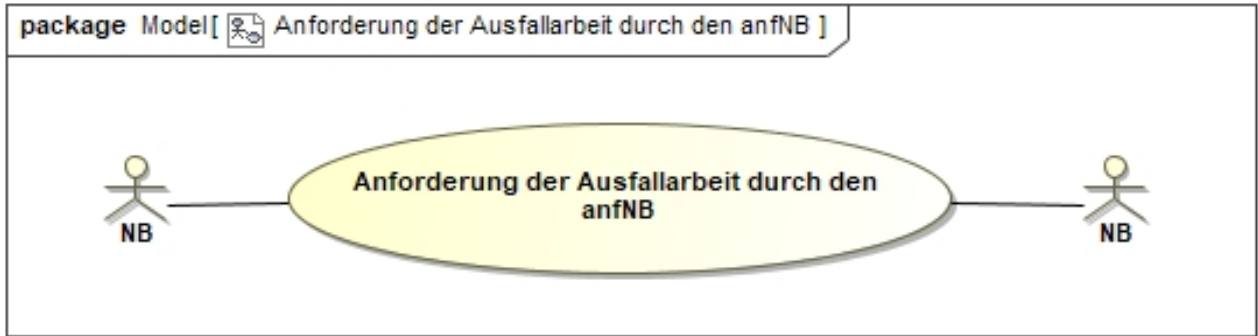 package Model[ Anforderung der Ausfallarbeit durch den anfNB ]
Anforderung der Ausfallarbeit durch den
anfNB
NB
NB